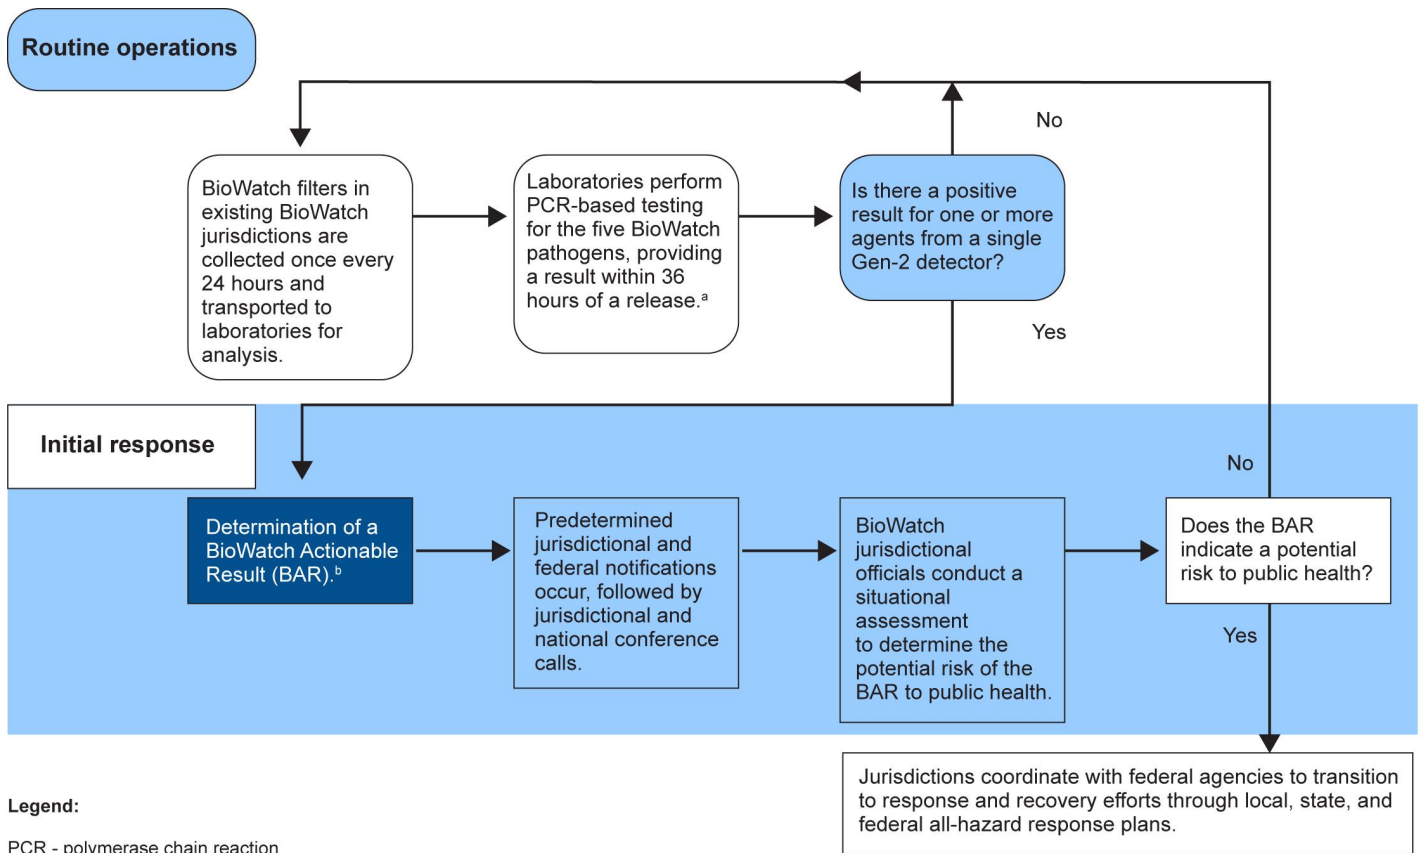 Routine operations
No
BioWatch filters in
existing BioWatch
jurisdictions are
collected once every
24 hours and
transported to
laboratories for
analysis.
Laboratories perform
PCR-based testing
for the five BioWatch
pathogens, providing
a result within 36
hours of a release.ᵃ
Is there a positive
result for one or more
agents from a single
Gen-2 detector?
Yes
Initial response
No
Determination of a
BioWatch Actionable
Result (BAR).ᵇ
Predetermined
jurisdictional and
federal notifications
occur, followed by
jurisdictional and
national conference
calls.
BioWatch
jurisdictional
officials conduct a
situational
assessment
to determine the
potential risk of the
BAR to public health.
Does the BAR
indicate a potential
risk to public health?
Yes
Jurisdictions coordinate with federal agencies to transition
to response and recovery efforts through local, state, and
federal all-hazard response plans.
Legend:
PCR - polymerase chain reaction